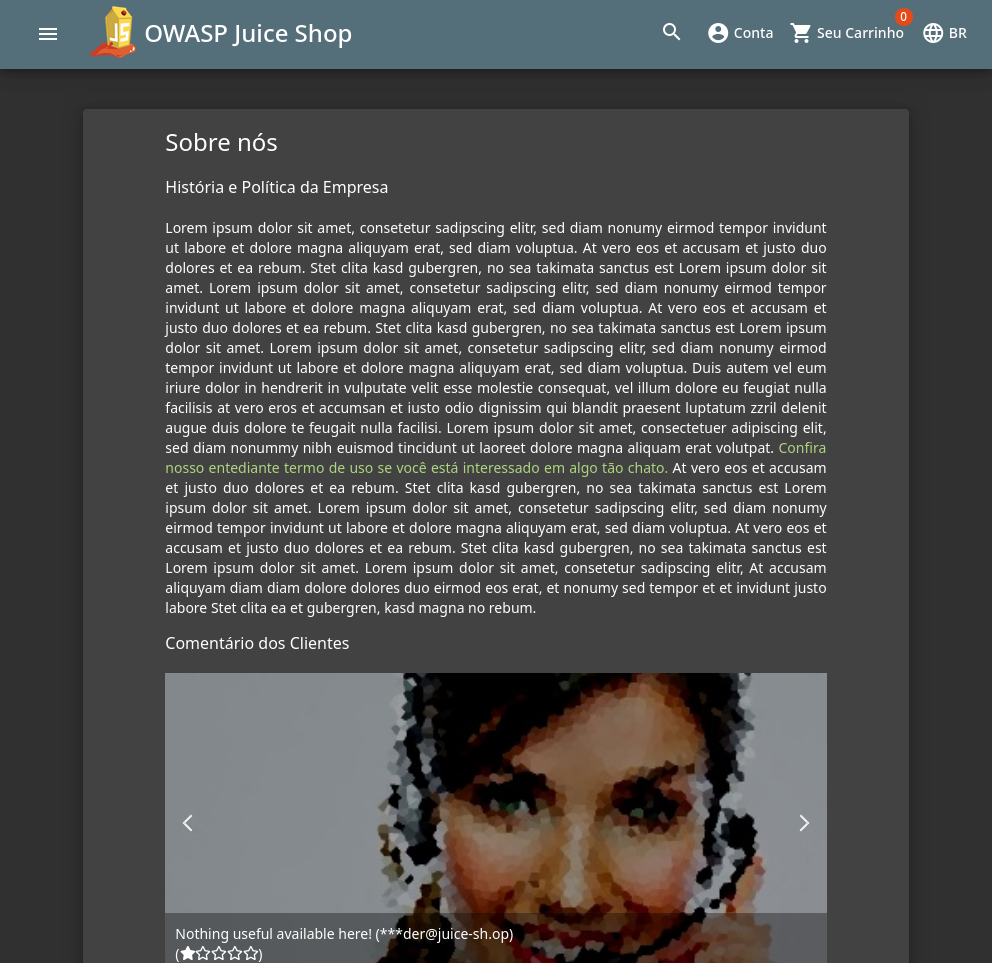 OWASP Juice Shop
Conta
Seu Carrinho
0
BR
Sobre nós
História e Política da Empresa
Lorem ipsum dolor sit amet, consetetur sadipscing elitr, sed diam nonumy eirmod tempor invidunt
ut labore et dolore magna aliquyam erat, sed diam voluptua. At vero eos et accusam et justo duo
dolores et ea rebum. Stet clita kasd gubergren, no sea takimata sanctus est Lorem ipsum dolor sit
amet. Lorem ipsum dolor sit amet, consetetur sadipscing elitr, sed diam nonumy eirmod tempor
invidunt ut labore et dolore magna aliquyam erat, sed diam voluptua. At vero eos et accusam et
justo duo dolores et ea rebum. Stet clita kasd gubergren, no sea takimata sanctus est Lorem ipsum
dolor sit amet. Lorem ipsum dolor sit amet, consetetur sadipscing elitr, sed diam nonumy eirmod
tempor invidunt ut labore et dolore magna aliquyam erat, sed diam voluptua. Duis autem vel eum
iriure dolor in hendrerit in vulputate velit esse molestie consequat, vel illum dolore eu feugiat nulla
facilisis at vero eros et accumsan et iusto odio dignissim qui blandit praesent luptatum zzril delenit
augue duis dolore te feugait nulla facilisi. Lorem ipsum dolor sit amet, consectetuer adipiscing elit,
sed diam nonummy nibh euismod tincidunt ut laoreet dolore magna aliquam erat volutpat. Confira
nosso entediante termo de uso se você está interessado em algo tão chato. At vero eos et accusam
et justo duo dolores et ea rebum. Stet clita kasd gubergren, no sea takimata sanctus est Lorem
ipsum dolor sit amet. Lorem ipsum dolor sit amet, consetetur sadipscing elitr, sed diam nonumy
eirmod tempor invidunt ut labore et dolore magna aliquyam erat, sed diam voluptua. At vero eos et
accusam et justo duo dolores et ea rebum. Stet clita kasd gubergren, no sea takimata sanctus est
Lorem ipsum dolor sit amet. Lorem ipsum dolor sit amet, consetetur sadipscing elitr, At accusam
aliquyam diam diam dolore dolores duo eirmod eos erat, et nonumy sed tempor et et invidunt justo
labore Stet clita ea et gubergren, kasd magna no rebum.
Comentário dos Clientes
Nothing useful available here! (***der@juice-sh.op)
(★☆☆☆☆)